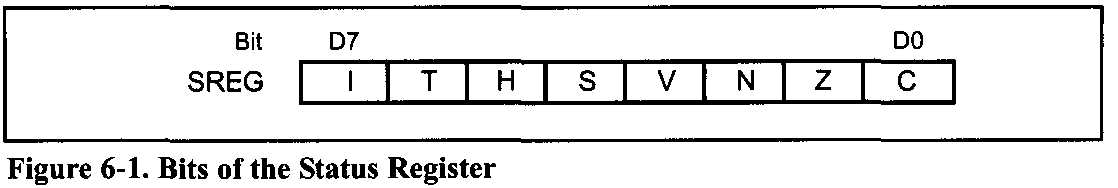 Bit D7 D0
SREG I T H S V N Z C
Figure 6-1. Bits of the Status Register